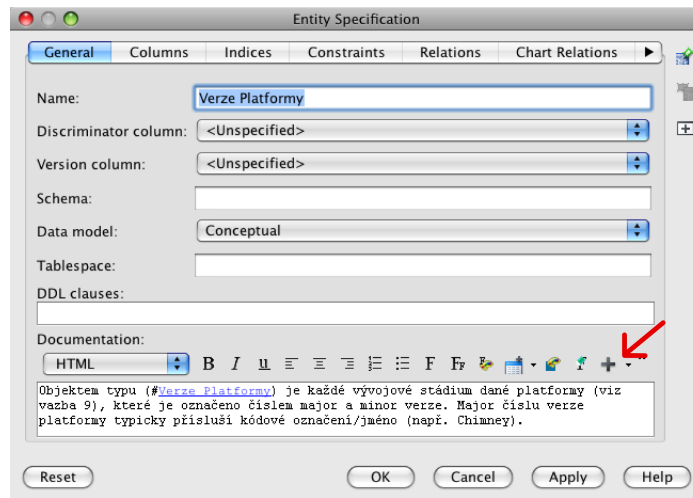 Entity Specification
General Columns Indices Constraints Relations Chart Relations
Name: Verze Platformy
Discriminator column: <Unspecified>
Version column: <Unspecified>
Schema:
Data model: Conceptual
Tablespace:
DDL clauses:
Documentation:
HTML B I u F FF
Objektem typu (#Verze Platformy) je každé vývojové stádium dané platformy (viz
vazba 9), které je označeno číslem major a minor verze. Major číslu verze
platformy typicky přísluší kódové označení/jméno (např. Chimney).
Reset OK Cancel Apply Help